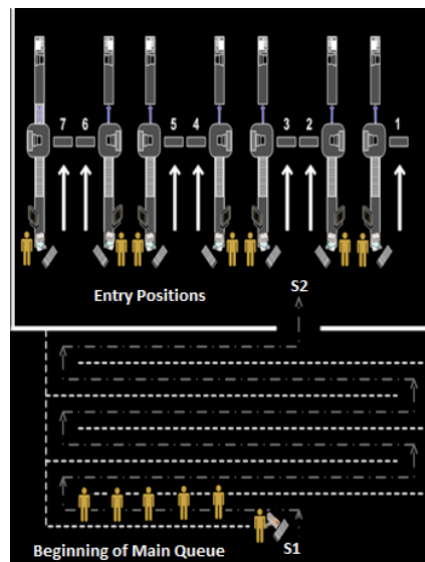 7 6 5 4 3 2 1
Entry Positions
S2
Beginning of Main Queue
S1